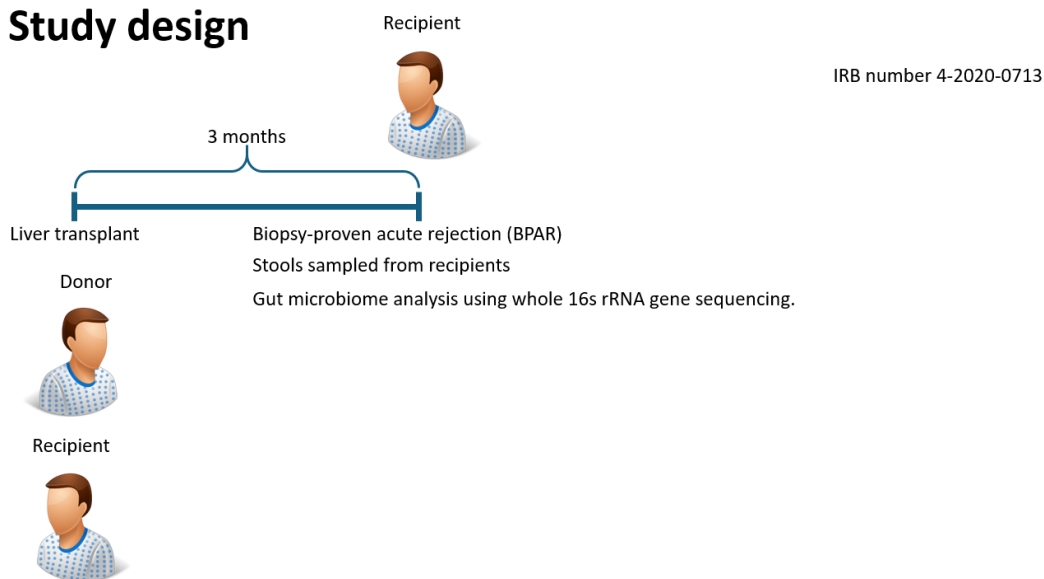 Study design
Recipient
IRB number 4-2020-0713
3 months
Liver transplant
Biopsy-proven acute rejection (BPAR)
Stools sampled from recipients
Gut microbiome analysis using whole 16s rRNA gene sequencing.
Donor
Recipient